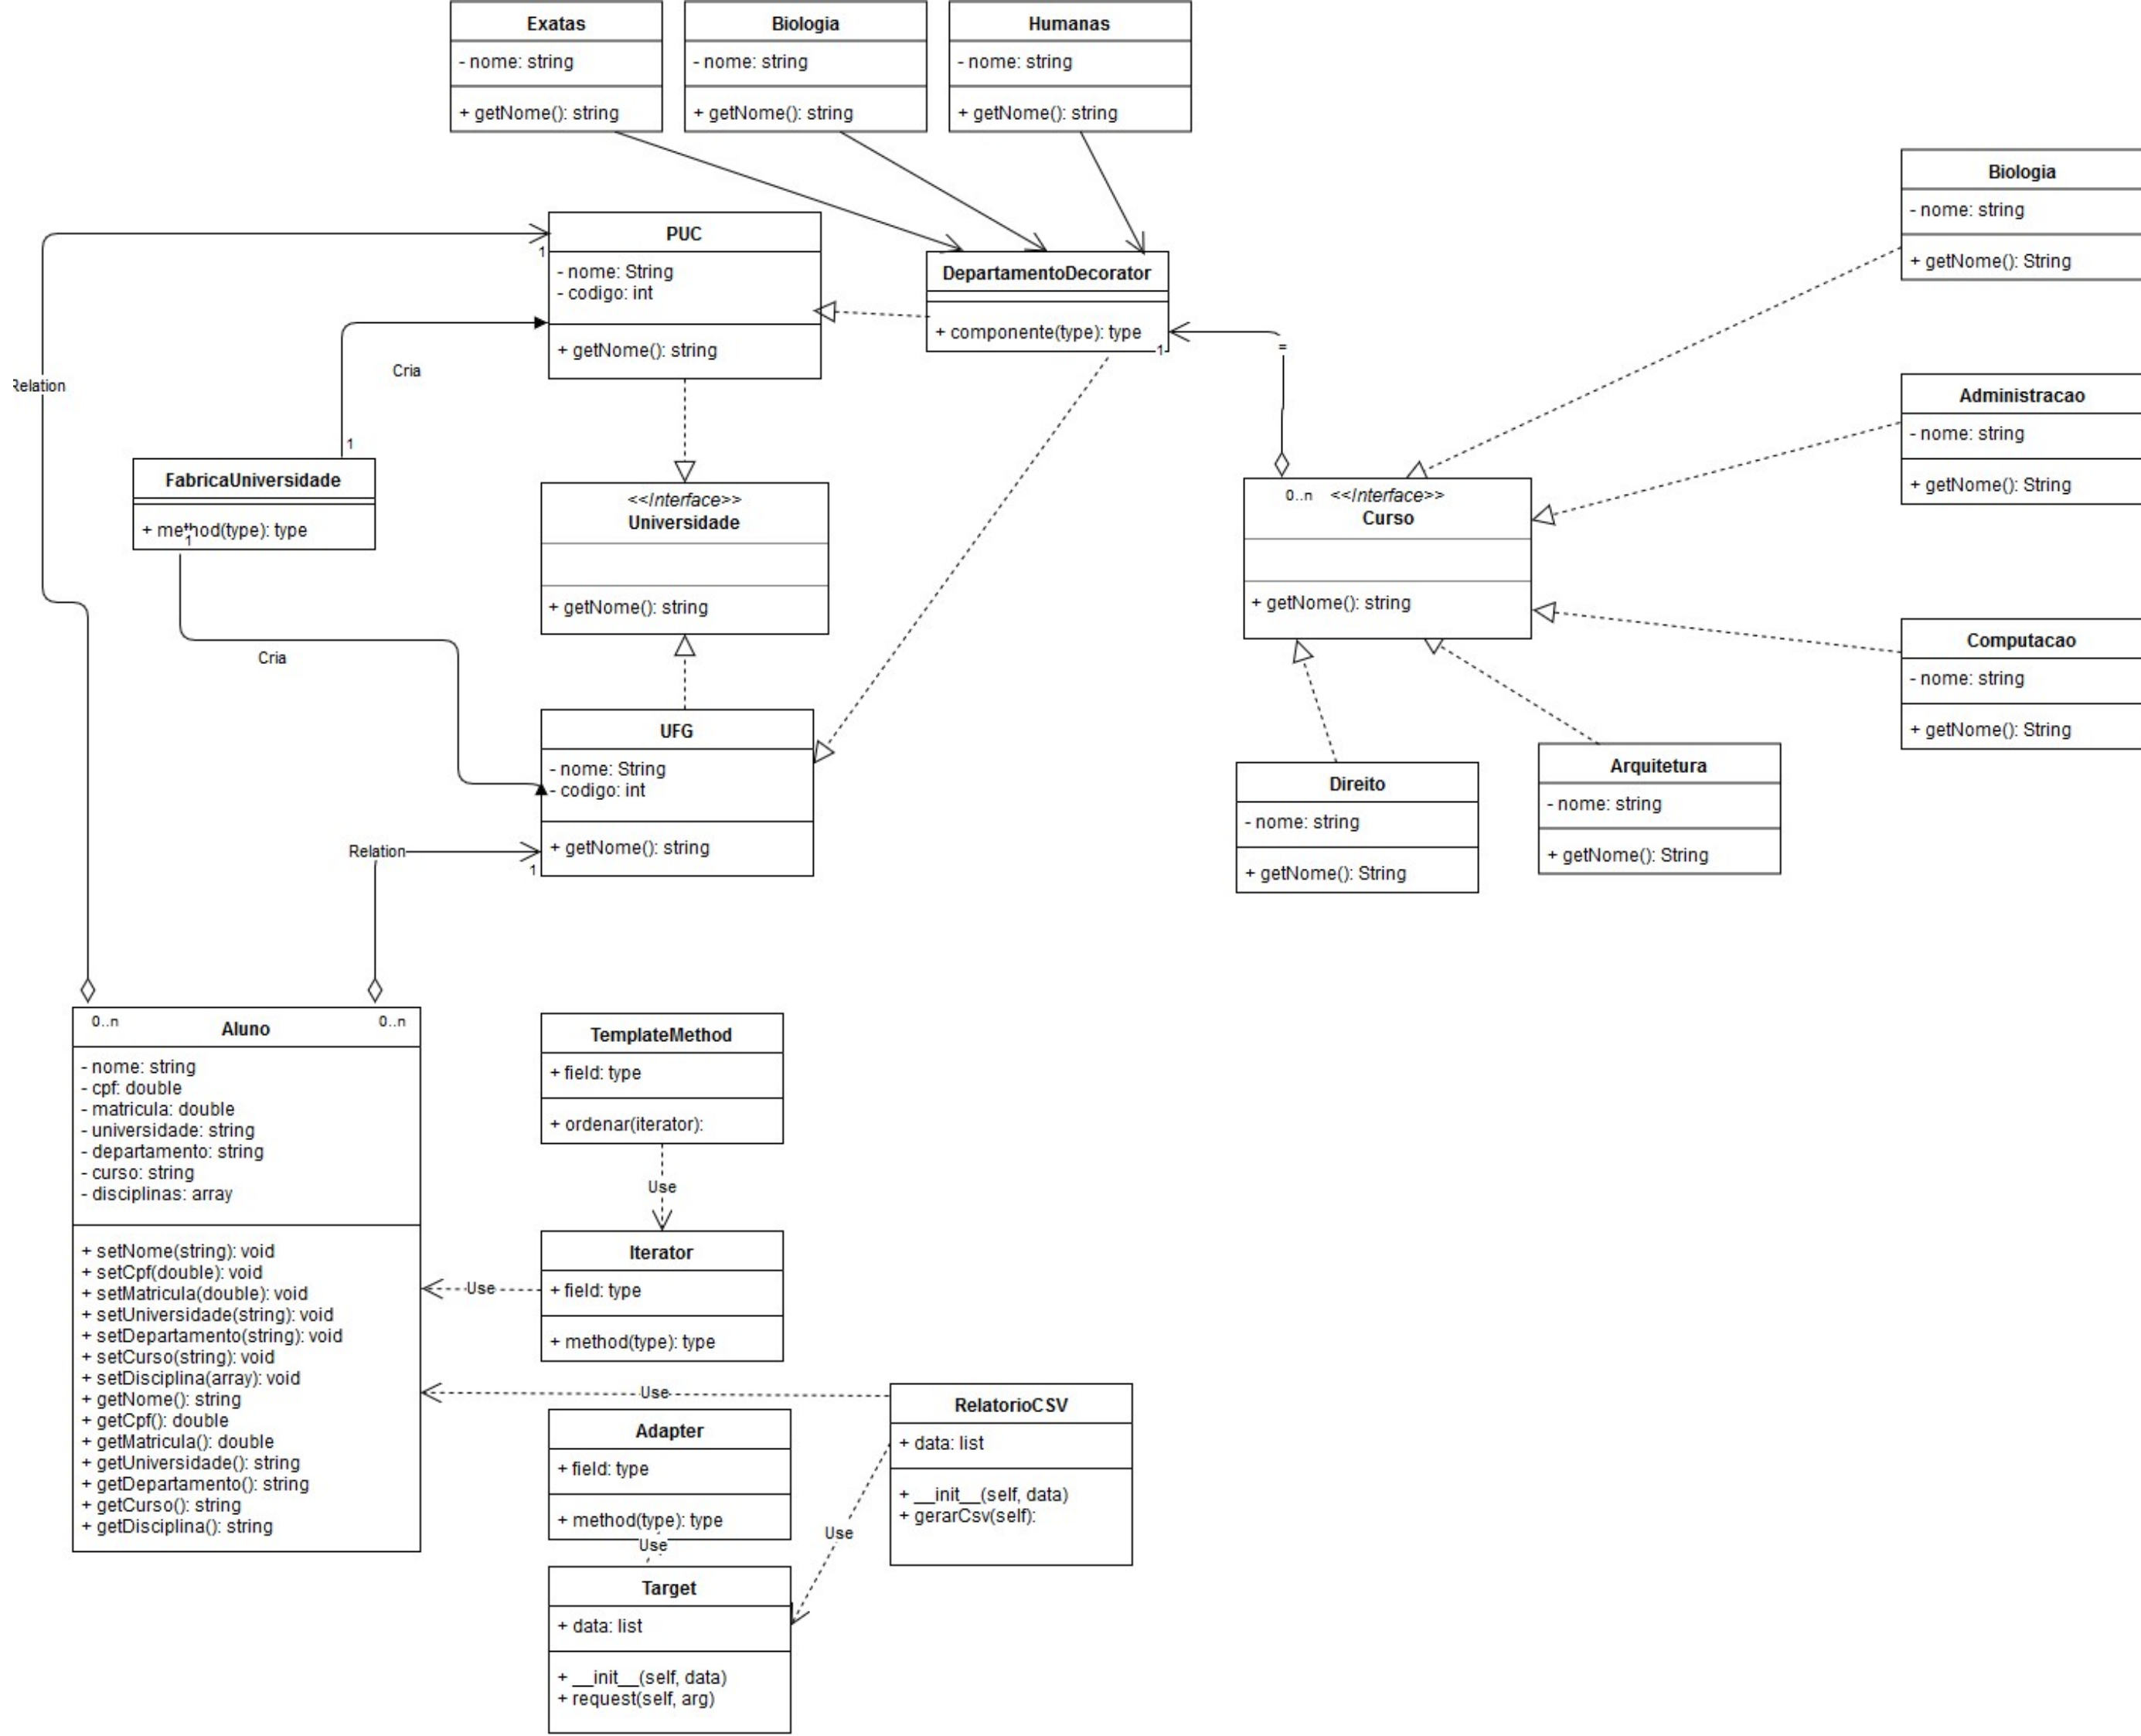 Exatas
- nome: string
+ getNome(): string
Biologia
- nome: string
+ getNome(): string
Humanas
- nome: string
+ getNome(): string
Biologia
- nome: string
+ getNome(): String
PUC
- nome: String
- codigo: int
+ getNome(): string
1
DepartamentoDecorator
+ componente(type): type
1
=
Relation
Cria
1
Administracao
- nome: string
+ getNome(): String
FabricaUniversidade
+ method(type): type
1
<<Interface>>
Universidade
+ getNome(): string
0..n
<<Interface>>
Curso
+ getNome(): string
Computacao
- nome: string
+ getNome(): String
Cria
UFG
- nome: String
- codigo: int
+ getNome(): string
Relation
1
Direito
- nome: string
+ getNome(): String
Arquitetura
- nome: string
+ getNome(): String
0..n
0..n
Aluno
- nome: string
- cpf: double
- matricula: double
- universidade: string
- departamento: string
- curso: string
- disciplinas: array
+ setNome(string): void
+ setCpf(double): void
+ setMatricula(double): void
+ setUniversidade(string): void
+ setDepartamento(string): void
+ setCurso(string): void
+ setDisciplina(array): void
+ getNome(): string
+ getCpf(): double
+ getMatricula(): double
+ getUniversidade(): string
+ getDepartamento(): string
+ getCurso(): string
+ getDisciplina(): string
TemplateMethod
+ field: type
+ ordenar(iterator):
Use
Iterator
+ field: type
+ method(type): type
Use
Use
RelatorioCSV
+ data: list
+ __init__(self, data)
+ gerarCsv(self):
Adapter
+ field: type
+ method(type): type
Use
Use
Target
+ data: list
+ __init__(self, data)
+ request(self, arg)